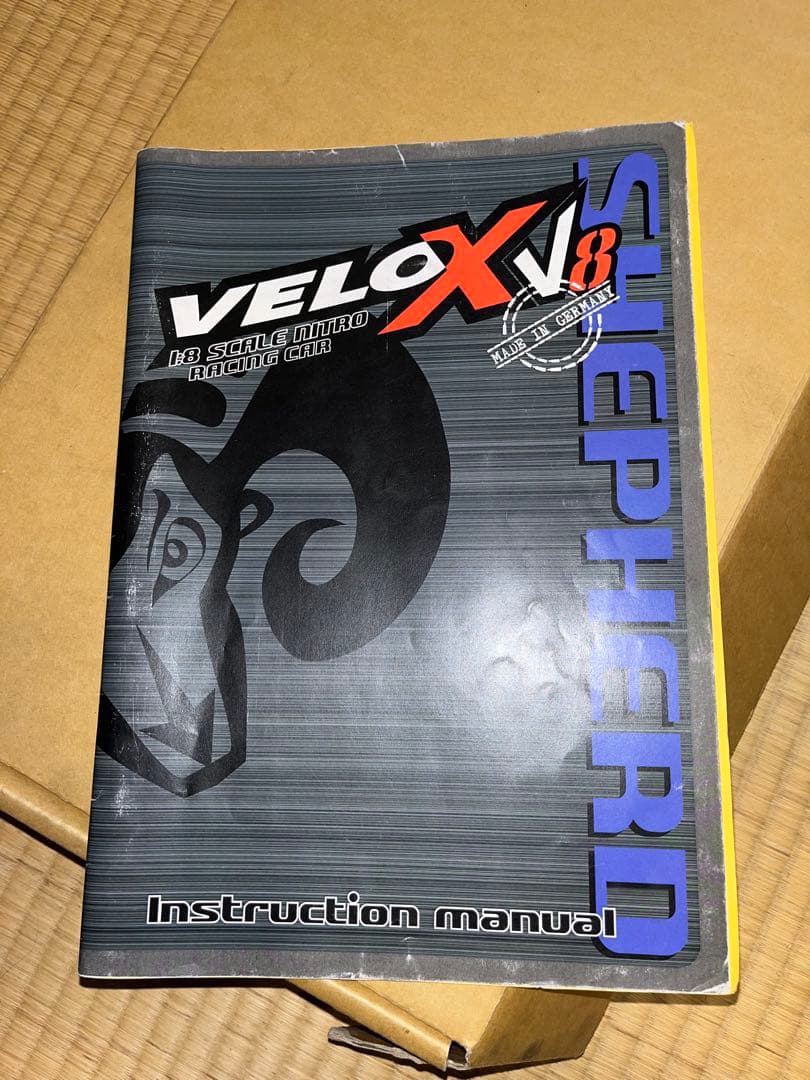 VELOX V8
1:8 SCALE NITRO
RACING CAR
MADE IN GERMANY
SHEPHERD
Instruction manual